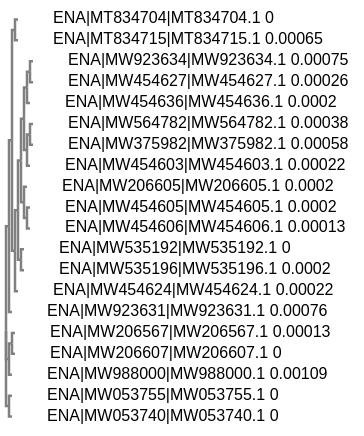 ENA|MT834704|MT834704.1 0
ENA|MT834715|MT834715.1 0.00065
ENA|MW923634|MW923634.1 0.00075
ENA|MW454627|MW454627.1 0.00026
ENA|MW454636|MW454636.1 0.0002
ENA|MW564782|MW564782.1 0.00038
ENA|MW375982|MW375982.1 0.00058
ENA|MW454603|MW454603.1 0.00022
ENA|MW206605|MW206605.1 0.0002
ENA|MW454605|MW454605.1 0.0002
ENA|MW454606|MW454606.1 0.00013
ENA|MW535192|MW535192.1 0
ENA|MW535196|MW535196.1 0.0002
ENA|MW454624|MW454624.1 0.00022
ENA|MW923631|MW923631.1 0.00076
ENA|MW206567|MW206567.1 0.00013
ENA|MW206607|MW206607.1 0
ENA|MW988000|MW988000.1 0.00109
ENA|MW053755|MW053755.1 0
ENA|MW053740|MW053740.1 0